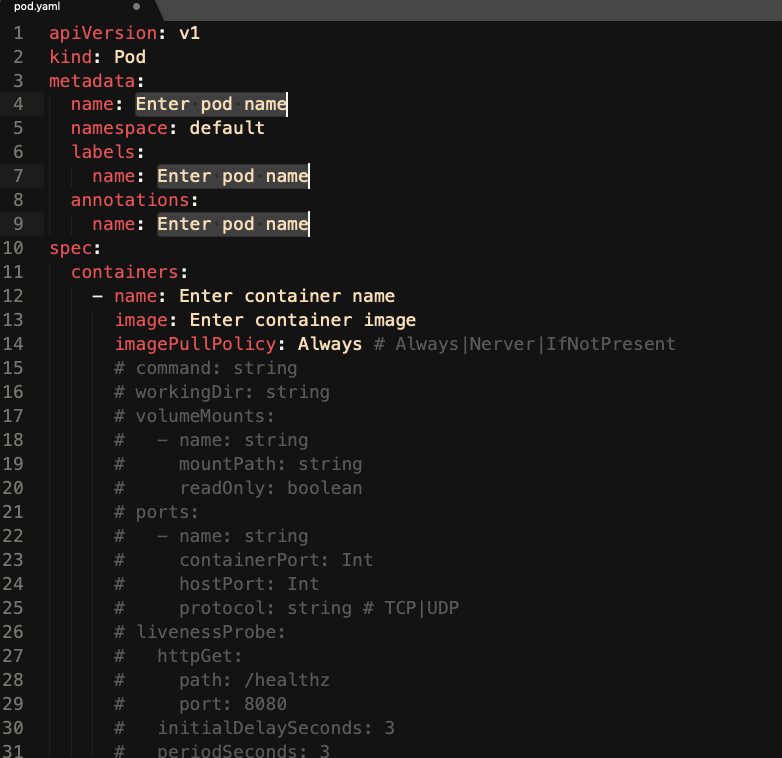 pod.yaml
1 apiVersion: v1
2 kind: Pod
3 metadata:
4   name: Enter pod name
5   namespace: default
6   labels:
7     name: Enter pod name
8   annotations:
9     name: Enter pod name
10 spec:
11   containers:
12     - name: Enter container name
13       image: Enter container image
14       imagePullPolicy: Always # Always|Nerver|IfNotPresent
15       # command: string
16       # workingDir: string
17       # volumeMounts:
18       #   - name: string
19       #     mountPath: string
20       #     readOnly: boolean
21       # ports:
22       #   - name: string
23       #     containerPort: Int
24       #     hostPort: Int
25       #     protocol: string # TCP|UDP
26       # livenessProbe:
27       #   httpGet:
28       #     path: /healthz
29       #     port: 8080
30       #   initialDelaySeconds: 3
31       #   periodSeconds: 3